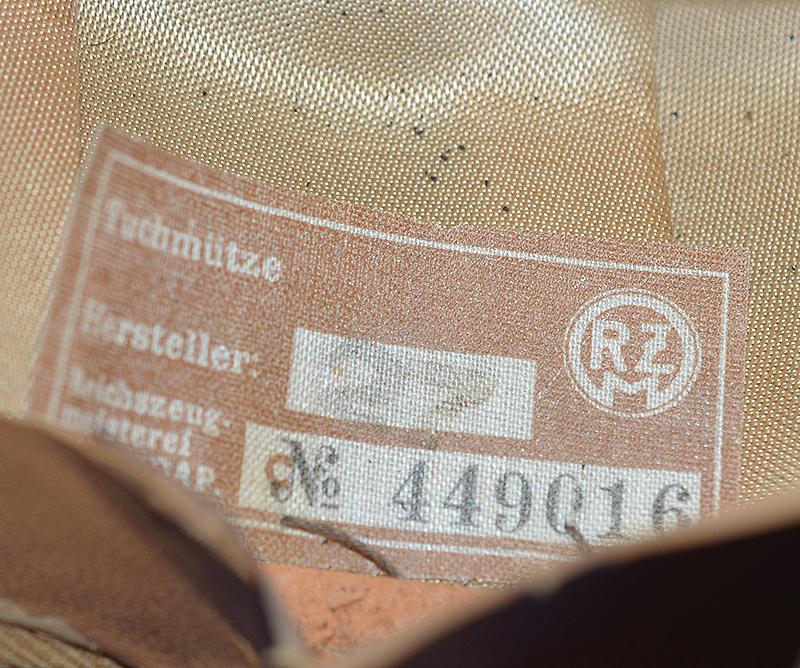 Tuchmütze
Hersteller:
RZM
Reichszeug-
meisterei
№ 449016